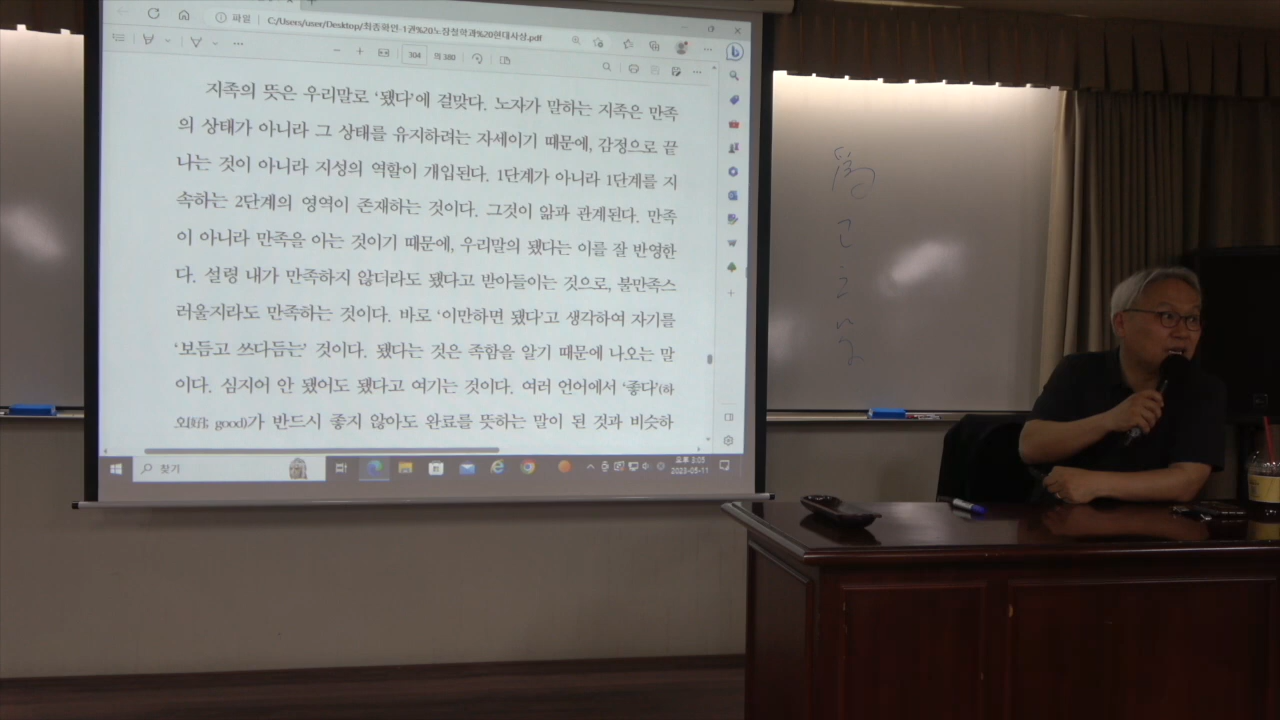 파일 C:/Users/user/Desktop/최종확인-1권%20노장철학과%20현대사상.pdf
304 의 380
지족의 뜻은 우리말로 ‘됐다’에 걸맞다. 노자가 말하는 지족은 만족
의 상태가 아니라 그 상태를 유지하려는 자세이기 때문에, 감정으로 끝
나는 것이 아니라 지성의 역할이 개입된다. 1단계가 아니라 1단계를 지
속하는 2단계의 영역이 존재하는 것이다. 그것이 앎과 관계된다. 만족
이 아니라 만족을 아는 것이기 때문에, 우리말의 됐다는 이를 잘 반영한
다. 설령 내가 만족하지 않더라도 됐다고 받아들이는 것으로, 불만족스
러울지라도 만족하는 것이다. 바로 ‘이만하면 됐다’고 생각하여 자기를
‘보듬고 쓰다듬는’ 것이다. 됐다는 것은 족함을 알기 때문에 나오는 말
이다. 심지어 안 됐어도 됐다고 여기는 것이다. 여러 언어에서 ‘좋다’(하
오[好]; good)가 반드시 좋지 않아도 완료를 뜻하는 말이 된 것과 비슷하
찾기
오후 3:05
2023-05-11